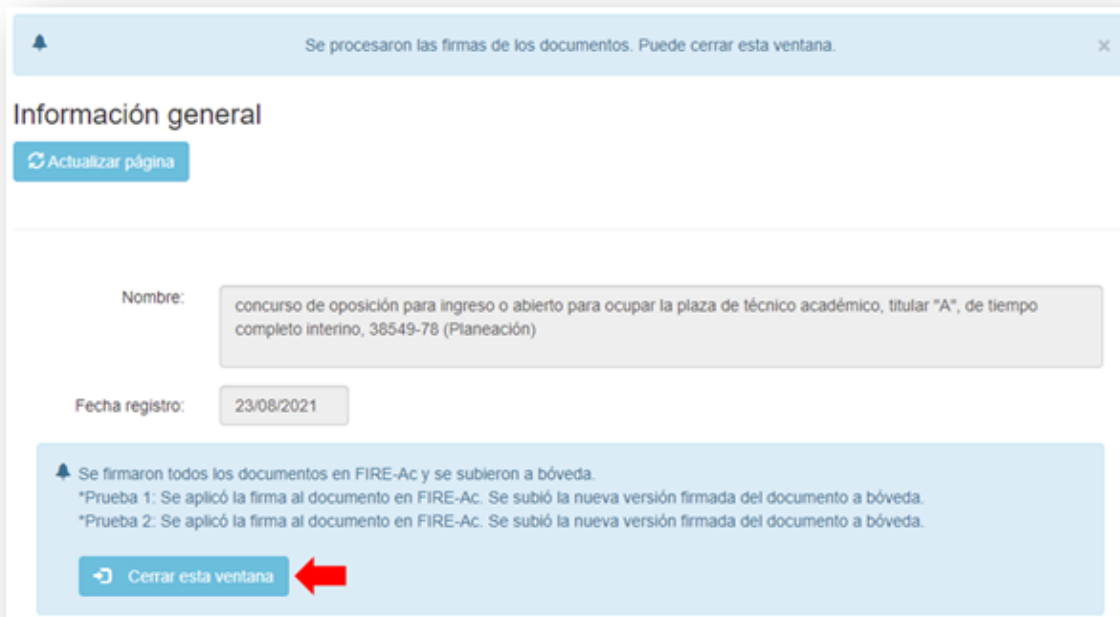 Se procesaron las firmas de los documentos. Puede cerrar esta ventana. ×
Información general
Actualizar página
Nombre:
concurso de oposición para ingreso o abierto para ocupar la plaza de técnico académico, titular "A", de tiempo
completo interino, 38549-78 (Planeación)
Fecha registro: 23/08/2021
Se firmaron todos los documentos en FIRE-Ac y se subieron a bóveda.
*Prueba 1: Se aplicó la firma al documento en FIRE-Ac. Se subió la nueva versión firmada del documento a bóveda.
*Prueba 2: Se aplicó la firma al documento en FIRE-Ac. Se subió la nueva versión firmada del documento a bóveda.
Cerrar esta ventana